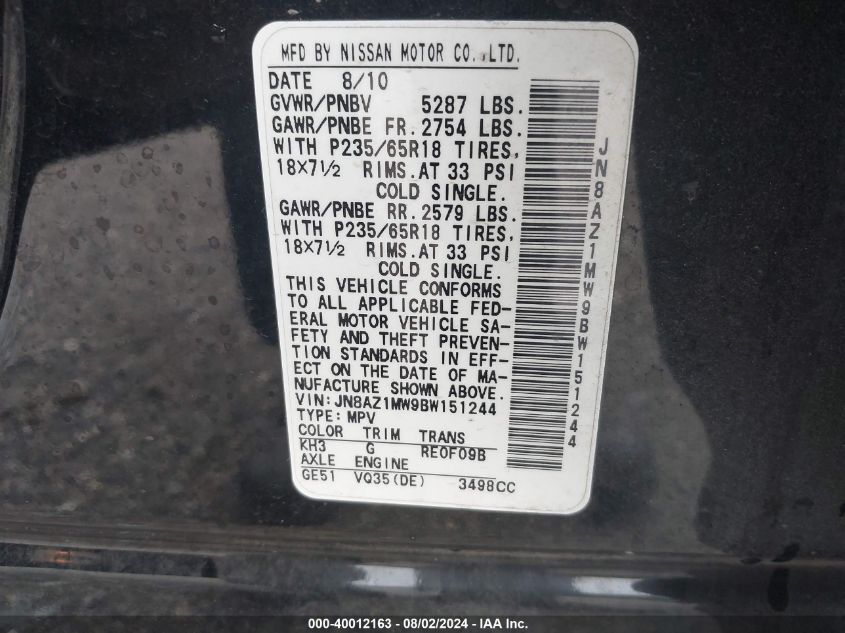 MFD BY NISSAN MOTOR CO.,LTD.
DATE 8/10
GVWR/PNBV 5287 LBS.
GAWR/PNBE FR. 2754 LBS.
WITH P235/65R18 TIRES,
18X7½ RIMS. AT 33 PSI
COLD SINGLE.
GAWR/PNBE RR. 2579 LBS.
WITH P235/65R18 TIRES,
18X7½ RIMS. AT 33 PSI
COLD SINGLE.
THIS VEHICLE CONFORMS
TO ALL APPLICABLE FED-
ERAL MOTOR VEHICLE SA-
FETY AND THEFT PREVEN-
TION STANDARDS IN EFF-
ECT ON THE DATE OF MA-
NUFACTURE SHOWN ABOVE.
VIN: JN8AZ1MW9BW151244
TYPE: MPV
COLOR TRIM TRANS
KH3 G RE0F09B
AXLE ENGINE
GE51 VQ35(DE) 3498CC
JN8AZ1MW9BW151244
000-40012163 - 08/02/2024 - IAA Inc.